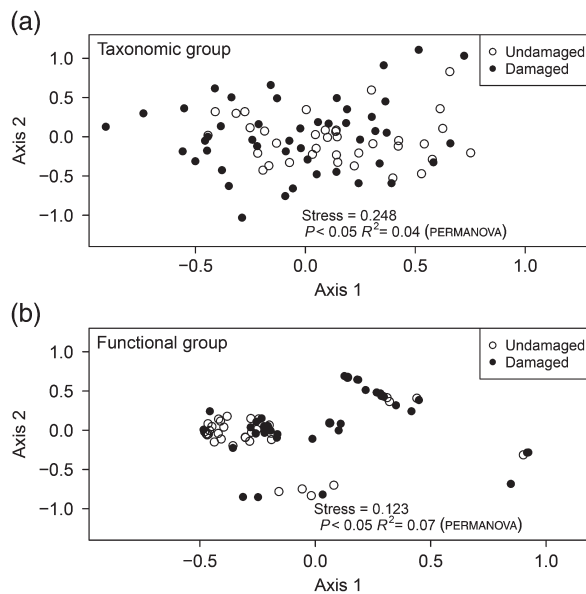 (a)
Taxonomic group
Undamaged
Damaged
1.0
0.5
0.0
−0.5
−1.0
Axis 2
Stress = 0.248
P < 0.05 R² = 0.04 (PERMANOVA)
−0.5 0.0 0.5 1.0
Axis 1
(b)
Functional group
Undamaged
Damaged
1.0
0.5
0.0
−0.5
−1.0
Axis 2
Stress = 0.123
P < 0.05 R² = 0.07 (PERMANOVA)
−0.5 0.0 0.5 1.0
Axis 1